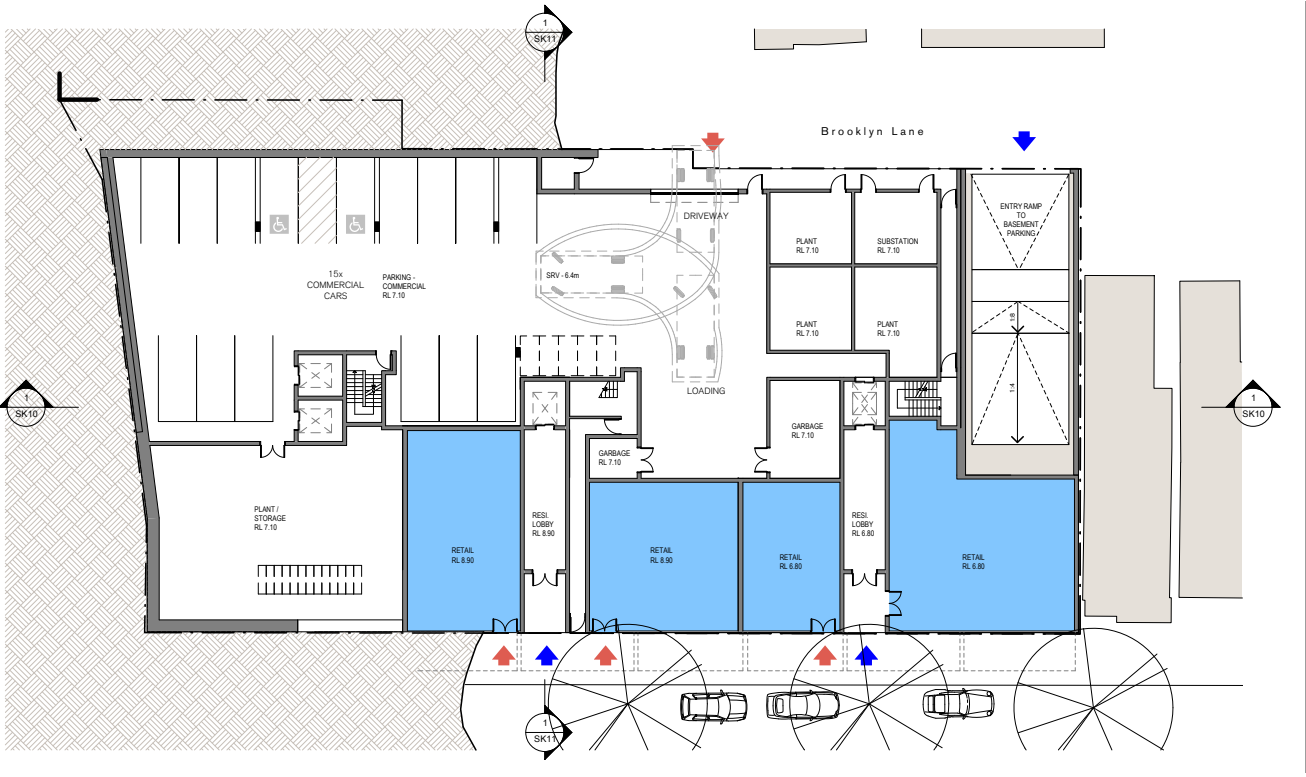 1
SK11
Brooklyn Lane
DRIVEWAY
ENTRY RAMP
TO
BASEMENT
PARKING
PLANT
RL 7.10
SUBSTATION
RL 7.10
15x
COMMERCIAL
CARS
PARKING -
COMMERCIAL
RL 7.10
SRV - 6.4m
PLANT
RL 7.10
PLANT
RL 7.10
1:8
1:4
LOADING
1
SK10
1
SK10
GARBAGE
RL 7.10
GARBAGE
RL 7.10
PLANT /
STORAGE
RL 7.10
RESI.
LOBBY
RL 8.90
RESI.
LOBBY
RL 6.80
RETAIL
RL 8.90
RETAIL
RL 8.90
RETAIL
RL 6.80
RETAIL
RL 6.80
1
SK11